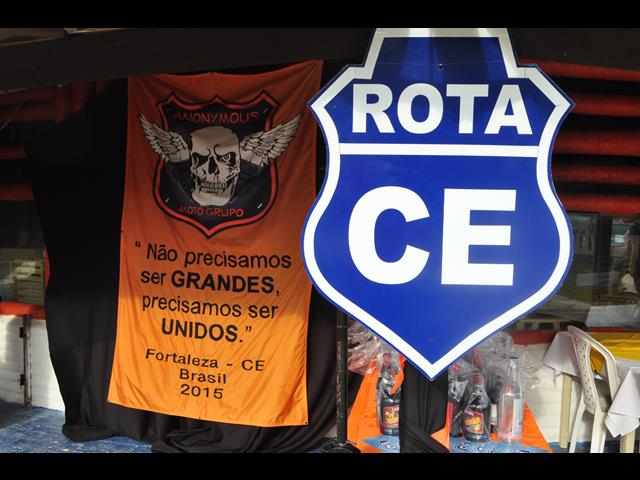 ANONYMOUS
MOTO GRUPO
“ Não precisamos
ser GRANDES,
precisamos ser
UNIDOS.”
Fortaleza - CE
Brasil
2015
ROTA
CE